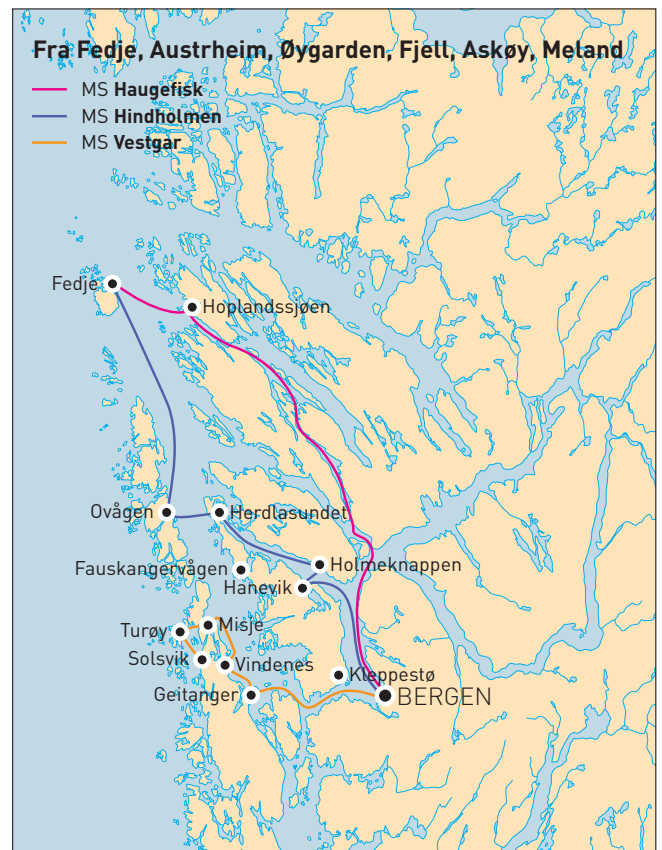 Fra Fedje, Austrheim, Øygarden, Fjell, Askøy, Meland
MS Haugefisk
MS Hindholmen
MS Vestgar
Fedje
Hoplandssjøen
Ovågen
Herdlasundet
Fauskangervågen
Holmeknappen
Hanevik
Misje
Turøy
Solsvik
Vindenes
Kleppestø
Geitanger
BERGEN